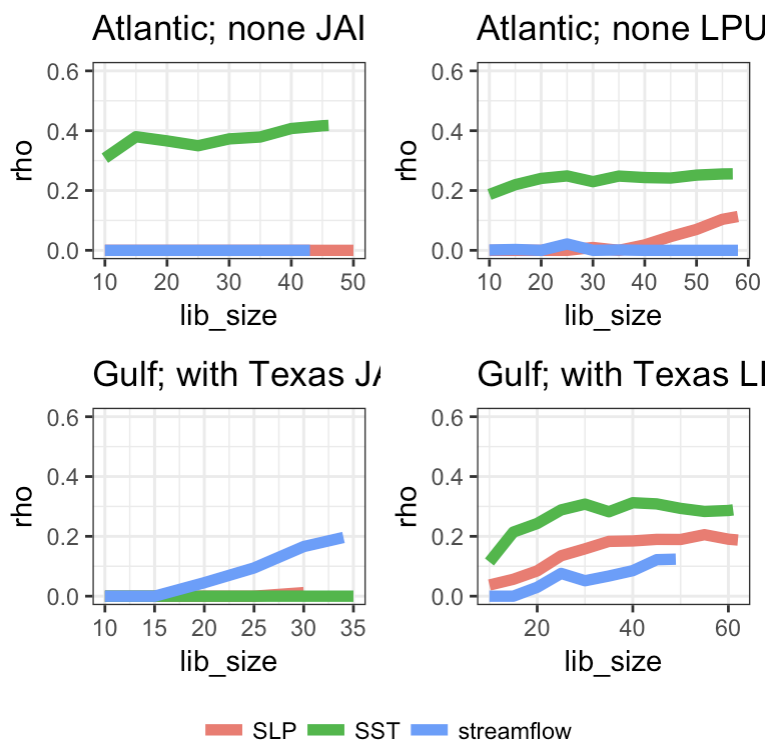 Atlantic; none JAI
0.6
0.4
0.2
0.0
rho
10 20 30 40 50
lib_size
Atlantic; none LPU
0.6
0.4
0.2
0.0
rho
10 20 30 40 50 60
lib_size
Gulf; with Texas JA
0.6
0.4
0.2
0.0
rho
10 15 20 25 30 35
lib_size
Gulf; with Texas LI
0.6
0.4
0.2
0.0
rho
20 40 60
lib_size
SLP SST streamflow